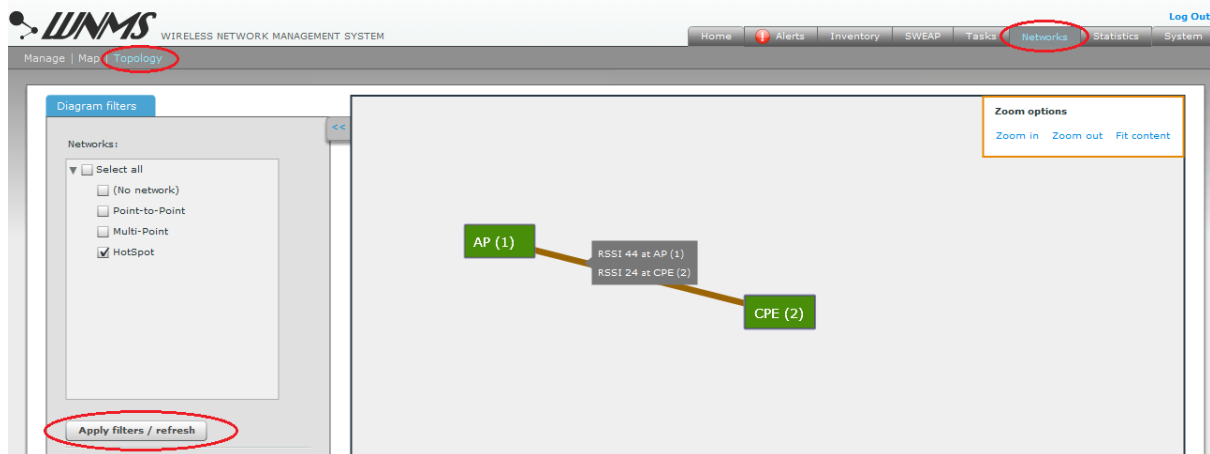 Log Out
WNMS WIRELESS NETWORK MANAGEMENT SYSTEM
Home Alerts Inventory SWEAP Tasks Networks Statistics System
Manage | Map | Topology
Diagram filters
<<
Networks:
Select all
(No network)
Point-to-Point
Multi-Point
HotSpot
Apply filters / refresh
Zoom options
Zoom in Zoom out Fit content
AP (1)
RSSI 44 at AP (1)
RSSI 24 at CPE (2)
CPE (2)